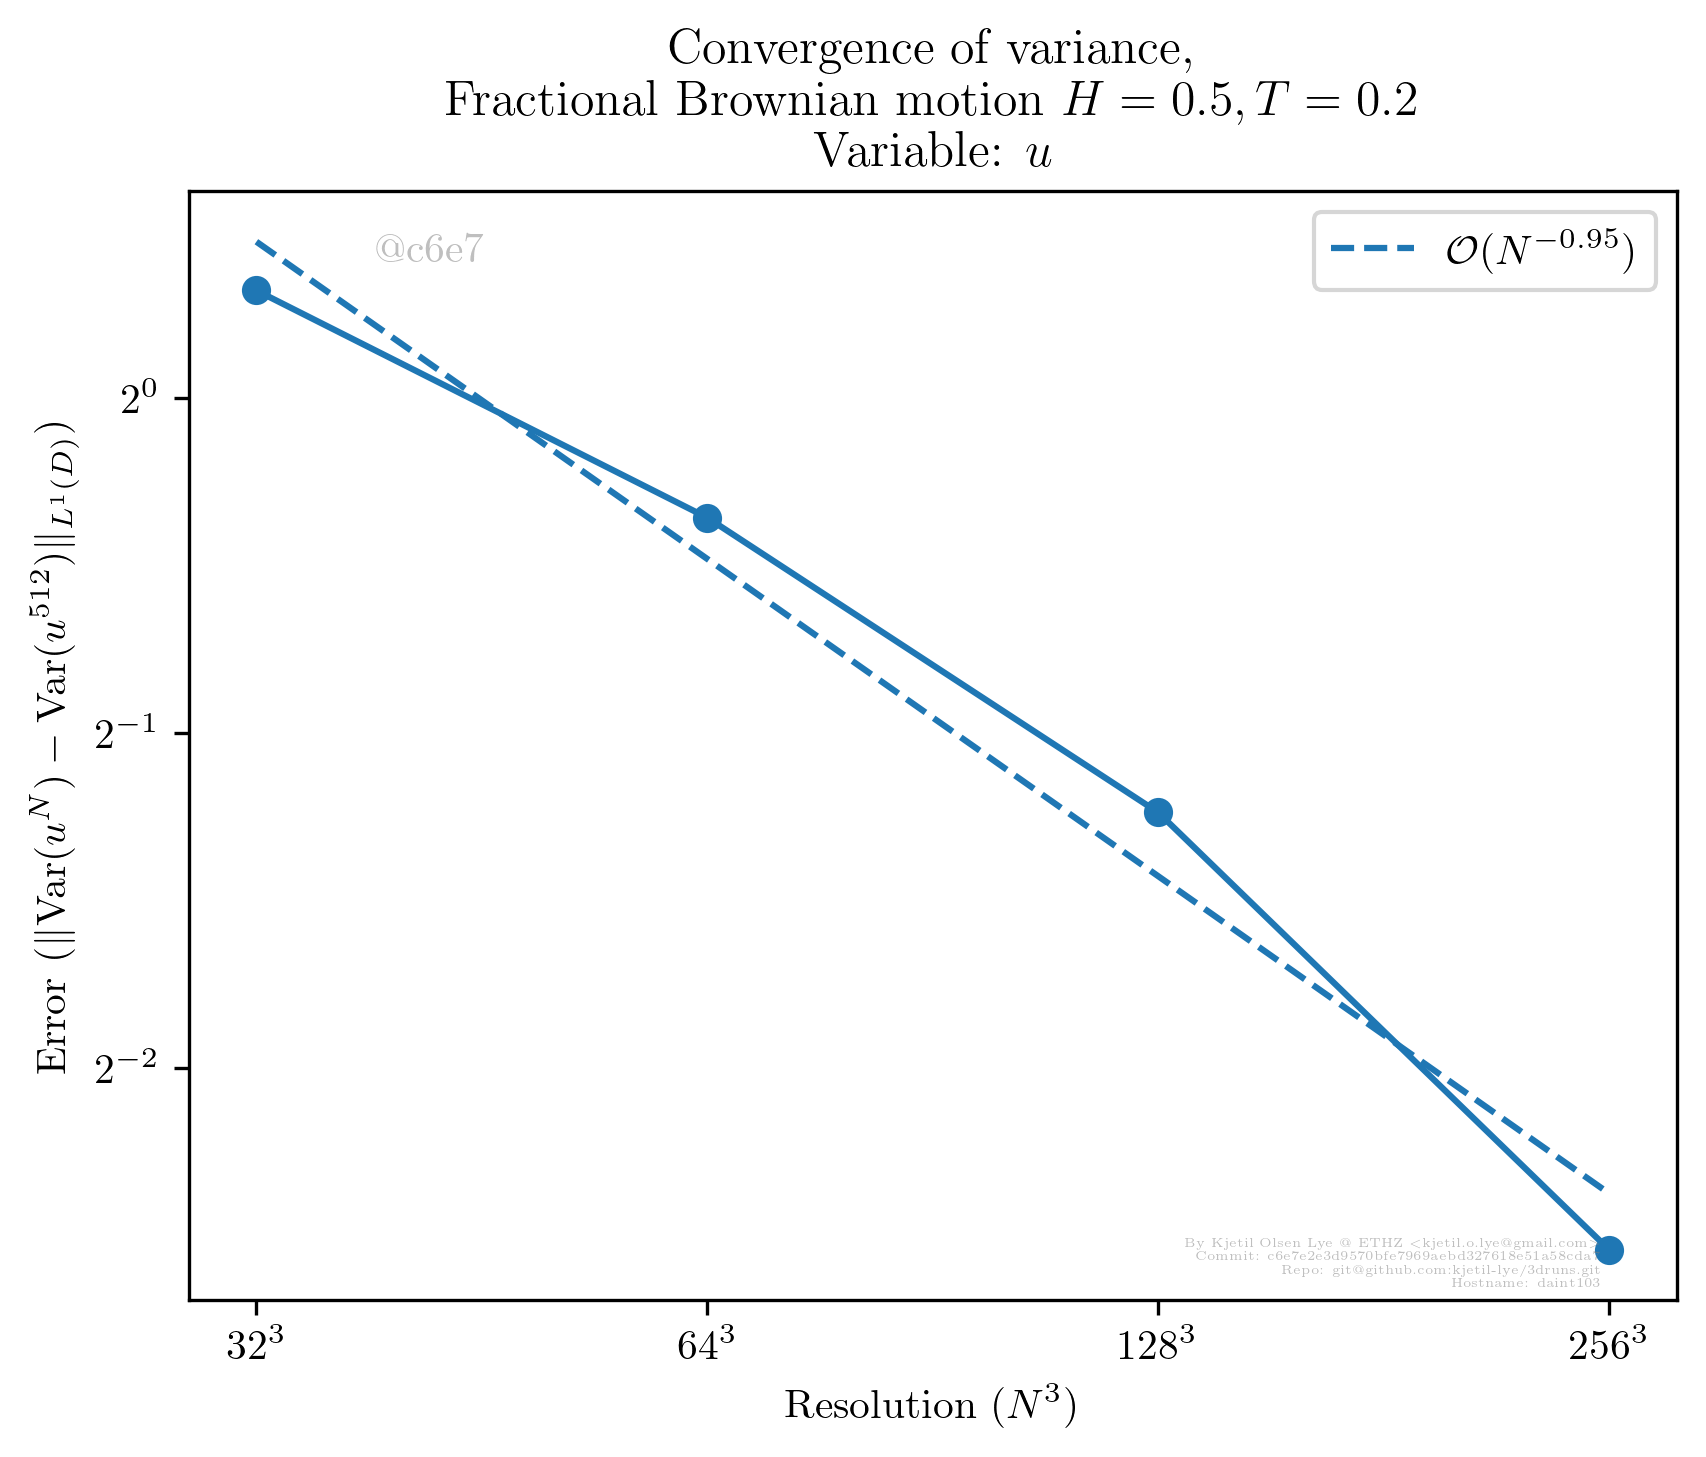 Convergence of variance,
Fractional Brownian motion H = 0.5, T = 0.2
Variable: u
@c6e7
O(N^{-0.95})
2^0
2^{-1}
2^{-2}
Error (‖Var(u^N) − Var(u^{512})‖_{L^1(D)})
By Kjetil Olsen Lye @ ETHZ <kjetil.o.lye@gmail.com>
Repo: git@github.com:kjetil-lye/3druns.git
Hostname: daint103
32^3
64^3
128^3
256^3
Resolution (N^3)